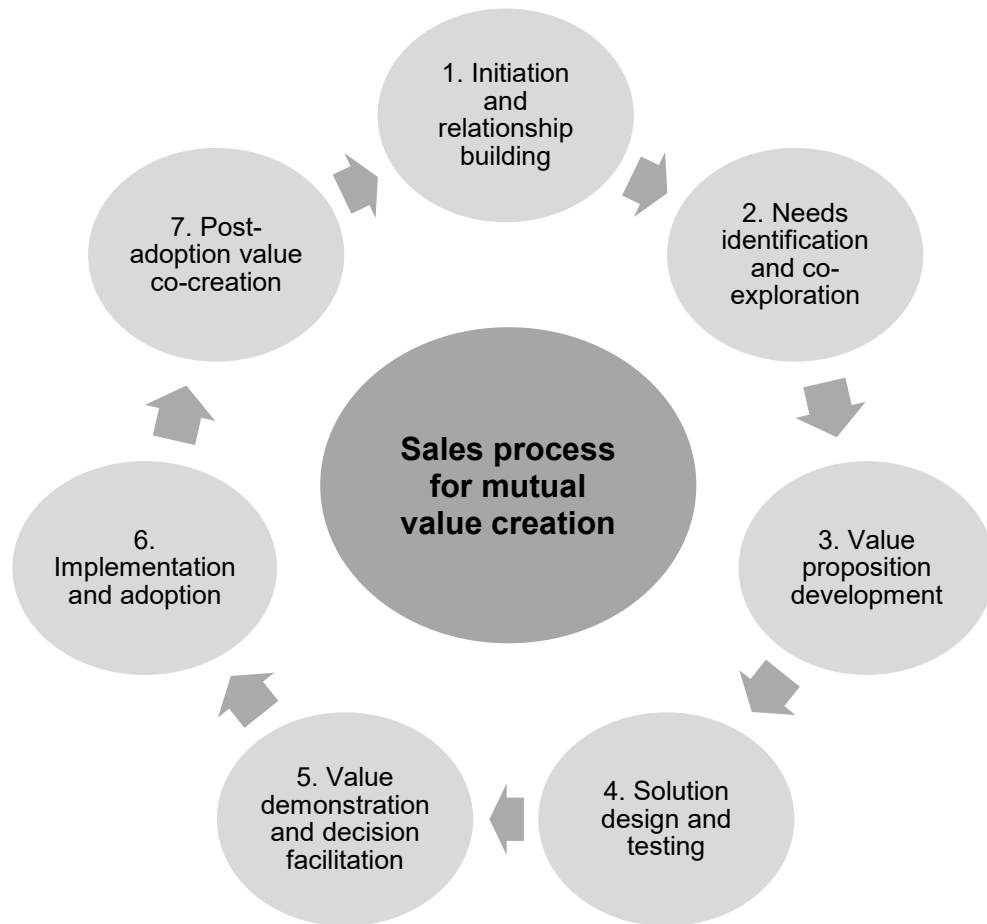 1. Initiation
and
relationship
building
2. Needs
identification
and co-
exploration
3. Value
proposition
development
4. Solution
design and
testing
5. Value
demonstration
and decision
facilitation
6.
Implementation
and adoption
7. Post-
adoption value
co-creation
Sales process
for mutual
value creation